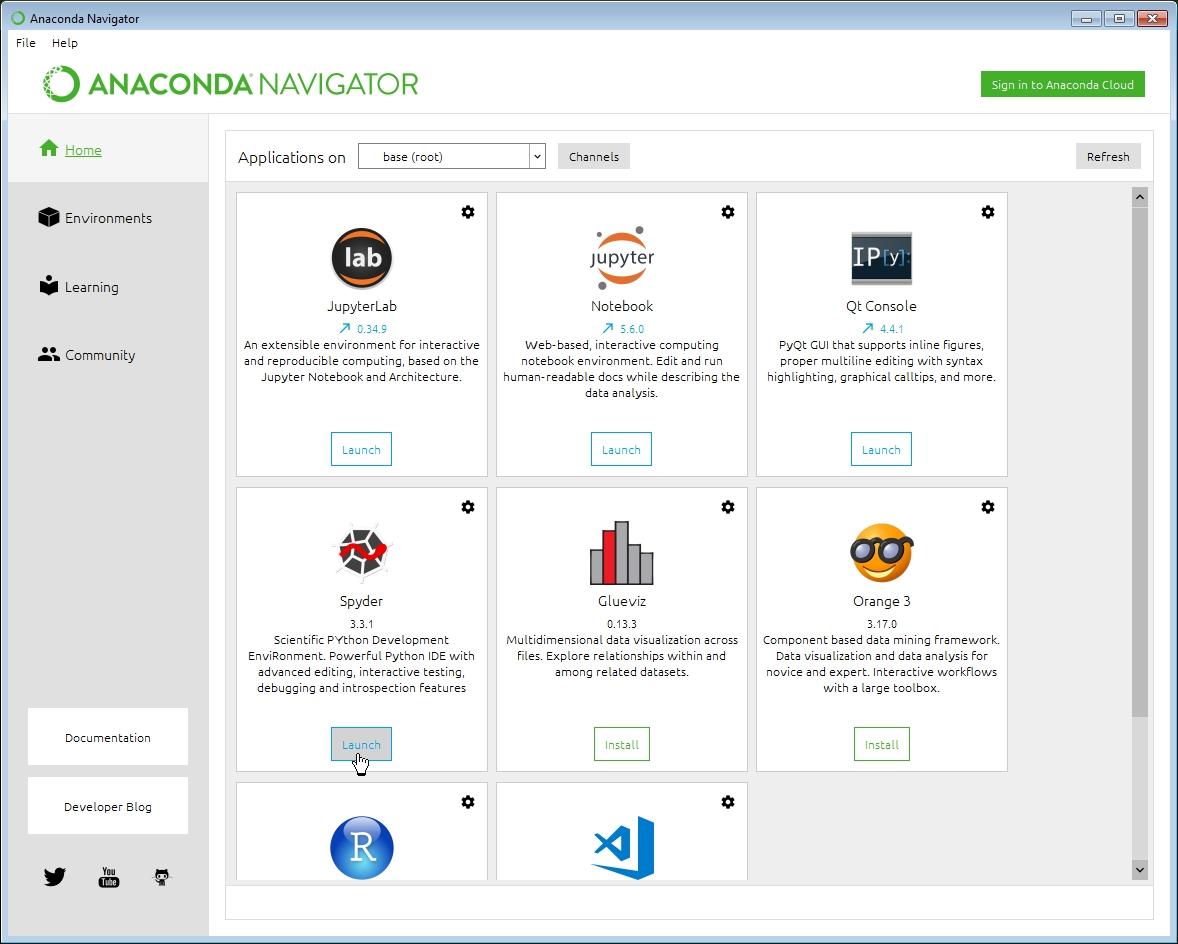 Anaconda Navigator
File Help
ANACONDA NAVIGATOR
Sign in to Anaconda Cloud
Home
Environments
Learning
Community
Documentation
Developer Blog
You
Tube
Applications on
base (root)
Channels
Refresh
lab
JupyterLab
0.34.9
An extensible environment for interactive
and reproducible computing, based on the
Jupyter Notebook and Architecture.
Launch
jupyter
Notebook
5.6.0
Web-based, interactive computing
notebook environment. Edit and run
human-readable docs while describing the
data analysis.
Launch
IP[y]:
Qt Console
4.4.1
PyQt GUI that supports inline figures,
proper multiline editing with syntax
highlighting, graphical calltips, and more.
Launch
Spyder
3.3.1
Scientific PYthon Development
EnviRonment. Powerful Python IDE with
advanced editing, interactive testing,
debugging and introspection features
Launch
Glueviz
0.13.3
Multidimensional data visualization across
files. Explore relationships within and
among related datasets.
Install
Orange 3
3.17.0
Component based data mining framework.
Data visualization and data analysis for
novice and expert. Interactive workflows
with a large toolbox.
Install
R